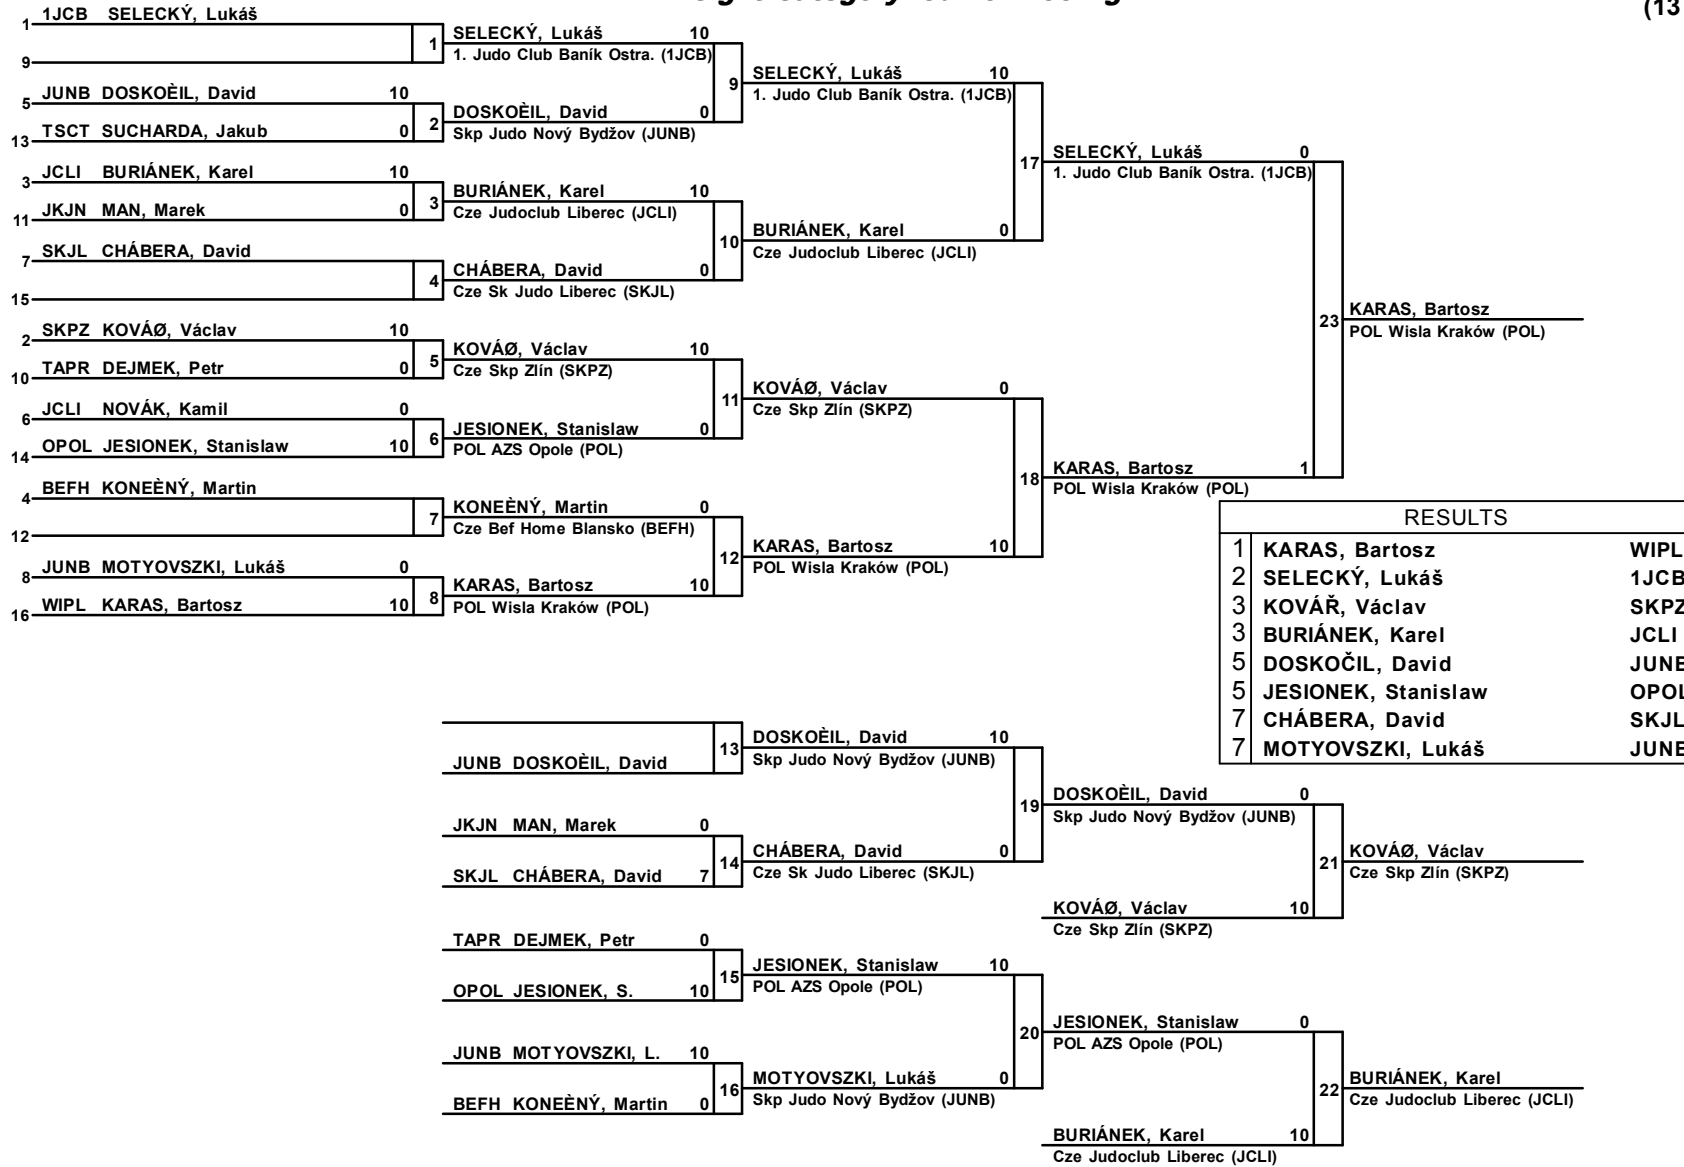 (13
1 1JCB SELECKÝ, Lukáš
9
1
5 JUNB DOSKOÈIL, David 10
13 TSCT SUCHARDA, Jakub 0
2
3 JCLI BURIÁNEK, Karel 10
11 JKJN MAN, Marek 0
3
7 SKJL CHÁBERA, David
15
4
2 SKPZ KOVÁØ, Václav 10
10 TAPR DEJMEK, Petr 0
5
6 JCLI NOVÁK, Kamil 0
14 OPOL JESIONEK, Stanislaw 10
6
4 BEFH KONEÈNÝ, Martin
12
7
8 JUNB MOTYOVSZKI, Lukáš 0
16 WIPL KARAS, Bartosz 10
8
SELECKÝ, Lukáš 10
1. Judo Club Baník Ostra. (1JCB)
DOSKOÈIL, David 0
Skp Judo Nový Bydžov (JUNB)
9
BURIÁNEK, Karel 10
Cze Judoclub Liberec (JCLI)
CHÁBERA, David 0
Cze Sk Judo Liberec (SKJL)
10
KOVÁØ, Václav 10
Cze Skp Zlín (SKPZ)
JESIONEK, Stanislaw 0
POL AZS Opole (POL)
11
KONEÈNÝ, Martin 0
Cze Bef Home Blansko (BEFH)
KARAS, Bartosz 10
POL Wisla Kraków (POL)
12
SELECKÝ, Lukáš 10
1. Judo Club Baník Ostra. (1JCB)
BURIÁNEK, Karel 0
Cze Judoclub Liberec (JCLI)
17
KOVÁØ, Václav 0
Cze Skp Zlín (SKPZ)
KARAS, Bartosz 10
POL Wisla Kraków (POL)
18
SELECKÝ, Lukáš 0
1. Judo Club Baník Ostra. (1JCB)
KARAS, Bartosz 1
POL Wisla Kraków (POL)
23
KARAS, Bartosz
POL Wisla Kraków (POL)
RESULTS
1 KARAS, Bartosz WIPL
2 SELECKÝ, Lukáš 1JCB
3 KOVÁŘ, Václav SKPZ
3 BURIÁNEK, Karel JCLI
5 DOSKOČIL, David JUNB
5 JESIONEK, Stanislaw OPOL
7 CHÁBERA, David SKJL
7 MOTYOVSZKI, Lukáš JUNB
JUNB DOSKOÈIL, David
13
JKJN MAN, Marek 0
SKJL CHÁBERA, David 7
14
TAPR DEJMEK, Petr 0
OPOL JESIONEK, S. 10
15
JUNB MOTYOVSZKI, L. 10
BEFH KONEÈNÝ, Martin 0
16
DOSKOÈIL, David 10
Skp Judo Nový Bydžov (JUNB)
CHÁBERA, David 0
Cze Sk Judo Liberec (SKJL)
19
JESIONEK, Stanislaw 10
POL AZS Opole (POL)
MOTYOVSZKI, Lukáš 0
Skp Judo Nový Bydžov (JUNB)
20
DOSKOÈIL, David 0
Skp Judo Nový Bydžov (JUNB)
KOVÁØ, Václav 10
Cze Skp Zlín (SKPZ)
21
KOVÁØ, Václav
Cze Skp Zlín (SKPZ)
JESIONEK, Stanislaw 0
POL AZS Opole (POL)
BURIÁNEK, Karel 10
Cze Judoclub Liberec (JCLI)
22
BURIÁNEK, Karel
Cze Judoclub Liberec (JCLI)